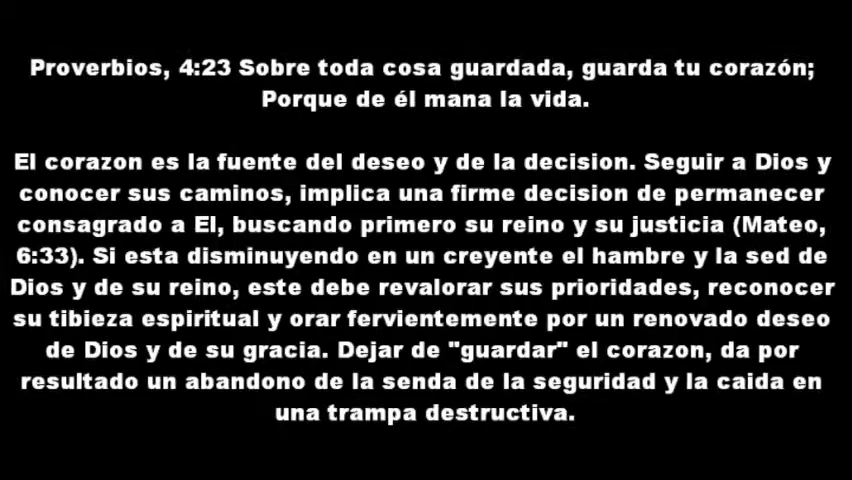 Proverbios, 4:23 Sobre toda cosa guardada, guarda tu corazón;
Porque de él mana la vida.
El corazon es la fuente del deseo y de la decision. Seguir a Dios y
conocer sus caminos, implica una firme decision de permanecer
consagrado a El, buscando primero su reino y su justicia (Mateo,
6:33). Si esta disminuyendo en un creyente el hambre y la sed de
Dios y de su reino, este debe revalorar sus prioridades, reconocer
su tibieza espiritual y orar fervientemente por un renovado deseo
de Dios y de su gracia. Dejar de "guardar" el corazon, da por
resultado un abandono de la senda de la seguridad y la caida en
una trampa destructiva.